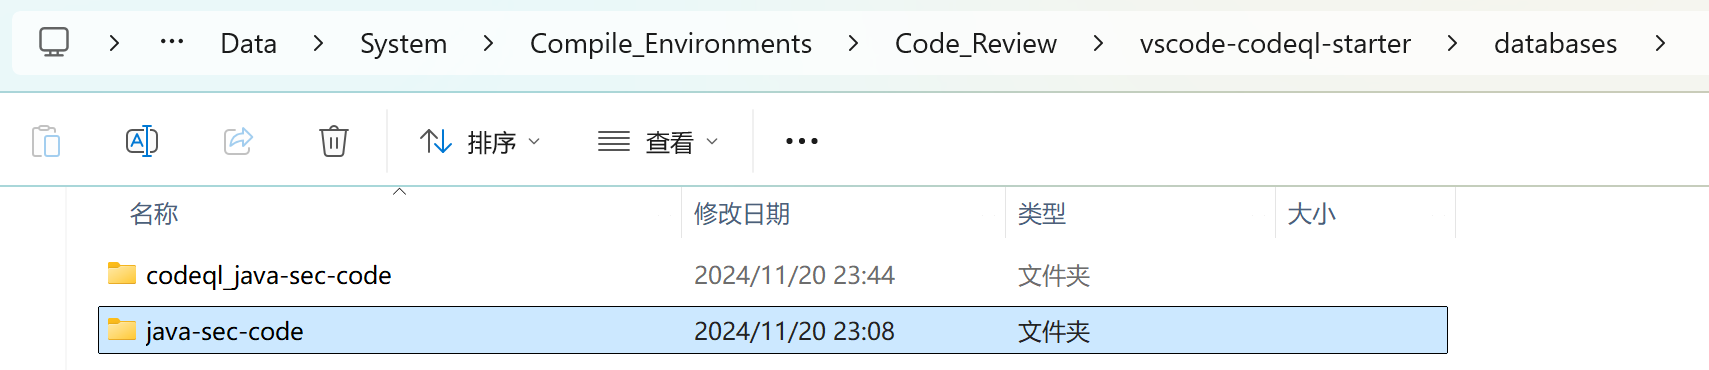 Data > System > Compile_Environments > Code_Review > vscode-codeql-starter > databases >
排序 查看
名称 修改日期 类型 大小
codeql_java-sec-code 2024/11/20 23:44 文件夹
java-sec-code 2024/11/20 23:08 文件夹